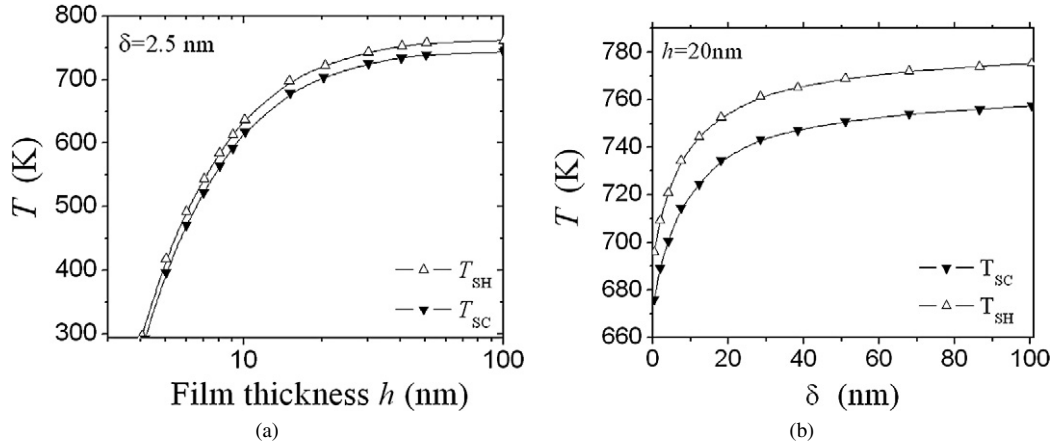 800
700
600
500
400
300
T (K)
δ=2.5 nm
T_SH
T_SC
10
100
Film thickness h (nm)
(a)
780
760
740
720
700
680
660
T (K)
h=20nm
T_SC
T_SH
0 20 40 60 80 100
δ (nm)
(b)